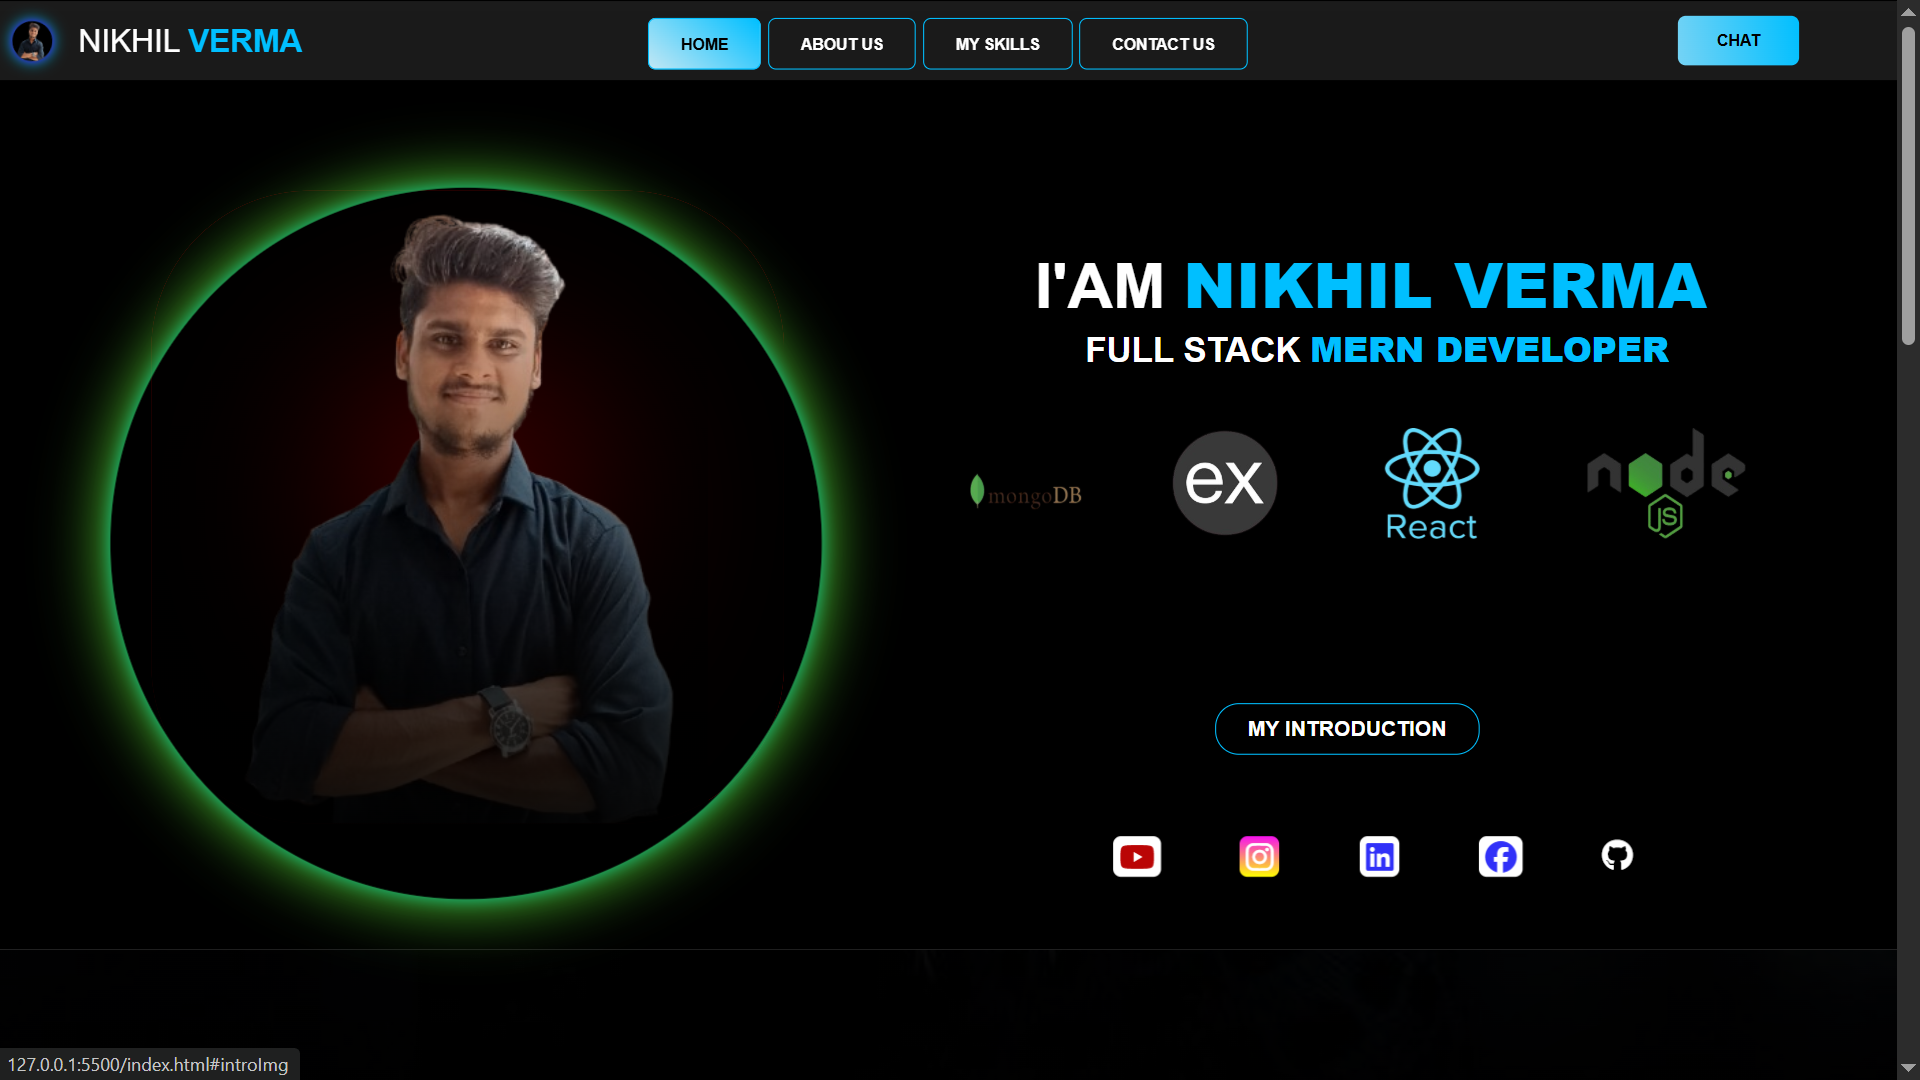 NIKHIL VERMA
HOME
ABOUT US
MY SKILLS
CONTACT US
CHAT
I'AM NIKHIL VERMA
FULL STACK MERN DEVELOPER
mongoDB
ex
React
node
JS
MY INTRODUCTION
in
127.0.0.1:5500/index.html#introImg